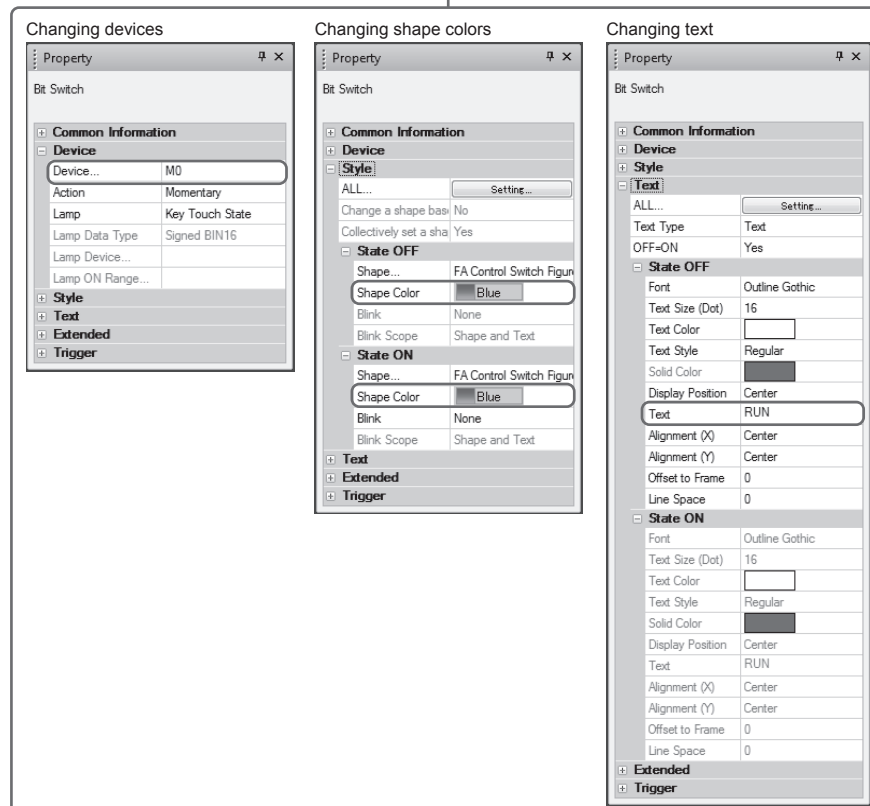 Changing devices
Property
Bit Switch
Common Information
Device
Device... M0
Action Momentary
Lamp Key Touch State
Lamp Data Type Signed BIN16
Lamp Device...
Lamp ON Range...
Style
Text
Extended
Trigger
Changing shape colors
Property
Bit Switch
Common Information
Device
Style
ALL... Setting...
Change a shape bas No
Collectively set a sha Yes
State OFF
Shape... FA Control Switch Figur
Shape Color Blue
Blink None
Blink Scope Shape and Text
State ON
Shape... FA Control Switch Figur
Shape Color Blue
Blink None
Blink Scope Shape and Text
Text
Extended
Trigger
Changing text
Property
Bit Switch
Common Information
Device
Style
Text
ALL... Setting...
Text Type Text
OFF=ON Yes
State OFF
Font Outline Gothic
Text Size (Dot) 16
Text Color
Text Style Regular
Solid Color
Display Position Center
Text RUN
Alignment (X) Center
Alignment (Y) Center
Offset to Frame 0
Line Space 0
State ON
Font Outline Gothic
Text Size (Dot) 16
Text Color
Text Style Regular
Solid Color
Display Position Center
Text RUN
Alignment (X) Center
Alignment (Y) Center
Offset to Frame 0
Line Space 0
Extended
Trigger